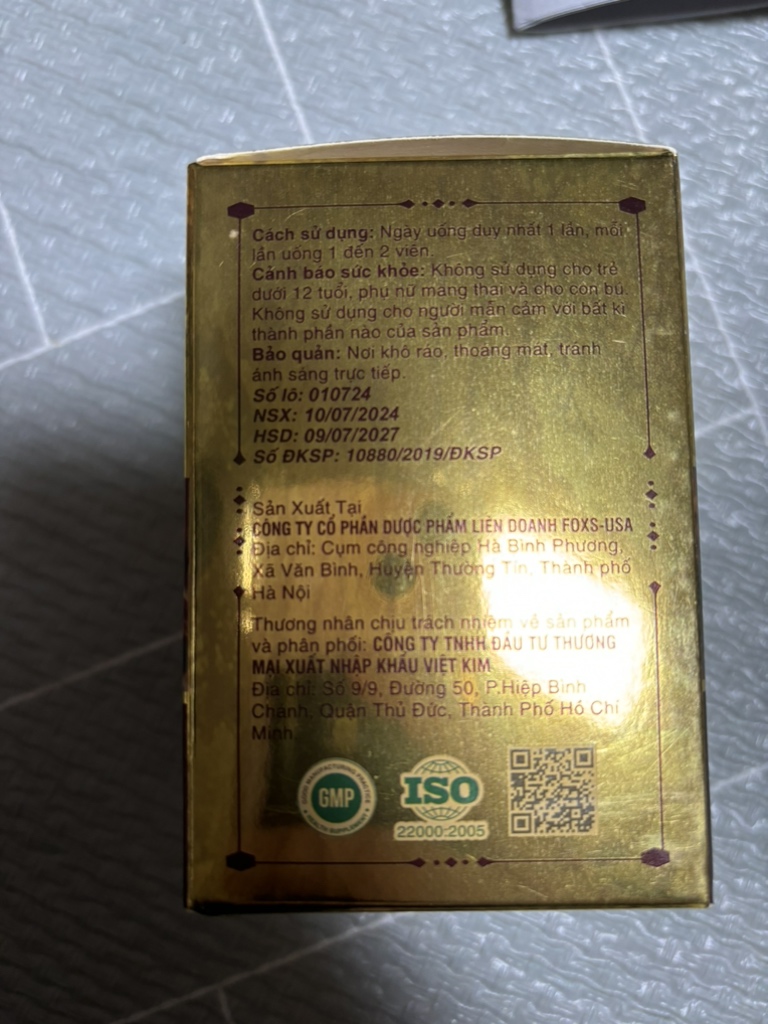 Cách sử dụng: Ngày uống duy nhất 1 lần, mỗi
lần uống 1 đến 2 viên.
Cảnh báo sức khỏe: Không sử dụng cho trẻ
dưới 12 tuổi, phụ nữ mang thai và cho con bú.
Không sử dụng cho người mẫn cảm với bất kì
thành phần nào của sản phẩm.
Bảo quản: Nơi khô ráo, thoáng mát, tránh
ánh sáng trực tiếp.
Số lô: 010724
NSX: 10/07/2024
HSD: 09/07/2027
Số ĐKSP: 10880/2019/ĐKSP
Sản Xuất Tại
CÔNG TY CỔ PHẦN DƯỢC PHẨM LIÊN DOANH FOXS-USA
Địa chỉ: Cụm công nghiệp Hà Bình Phương,
Xã Văn Bình, Huyện Thường Tín, Thành phố
Hà Nội
Thương nhân chịu trách nhiệm về sản phẩm
và phân phối: CÔNG TY TNHH ĐẦU TƯ THƯƠNG
MẠI XUẤT NHẬP KHẨU VIỆT KIM
Địa chỉ: Số 9/9, Đường 50, P.Hiệp Bình
Chánh, Quận Thủ Đức, Thành Phố Hồ Chí
Minh
GOOD MANUFACTURING PRACTICE
GMP
HEALTH SUPPLEMENT
ISO
22000:2005